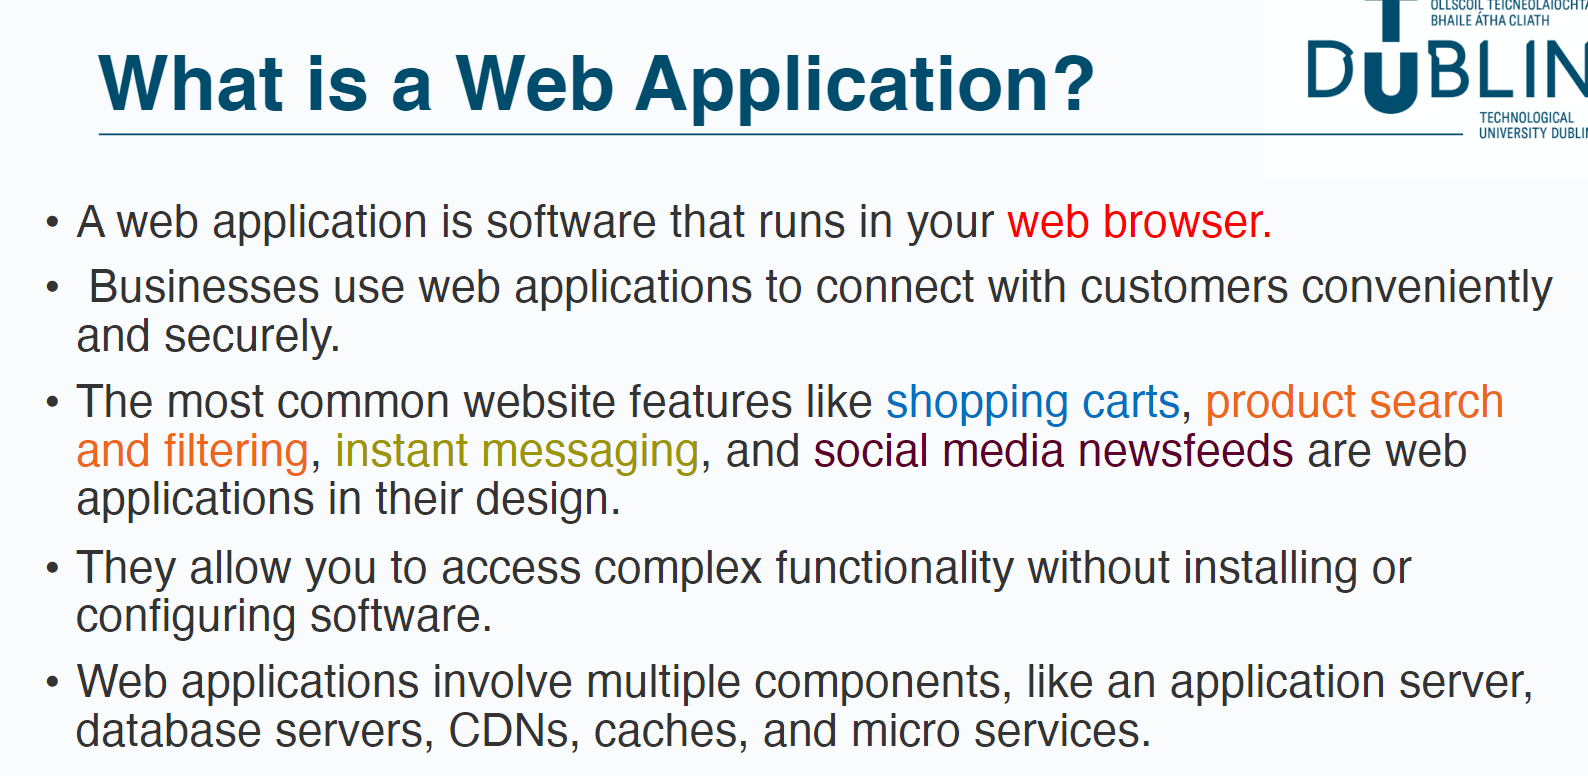 OLLSCOIL TEICNEOLAÍOCHTA
BHAILE ÁTHA CLIATH
DUBLIN
TECHNOLOGICAL
UNIVERSITY DUBLIN
What is a Web Application?
• A web application is software that runs in your web browser.
• Businesses use web applications to connect with customers conveniently
and securely.
• The most common website features like shopping carts, product search
and filtering, instant messaging, and social media newsfeeds are web
applications in their design.
• They allow you to access complex functionality without installing or
configuring software.
• Web applications involve multiple components, like an application server,
database servers, CDNs, caches, and micro services.